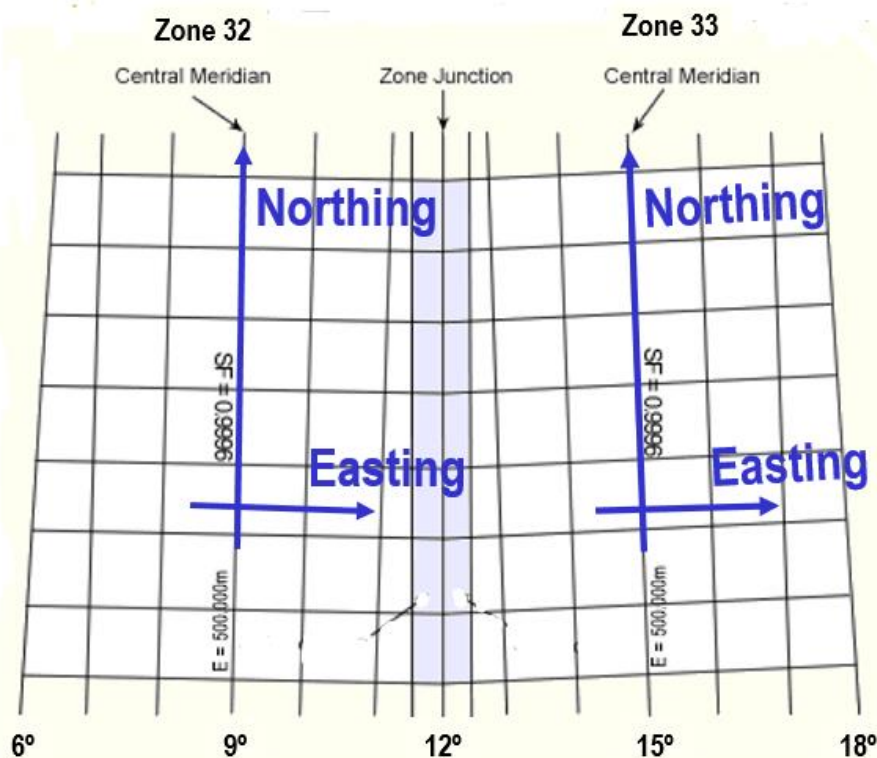 Zone 32
Zone 33
Central Meridian
Zone Junction
Central Meridian
Northing
Northing
SF = 0.9996
SF = 0.9996
Easting
Easting
E = 500.000m
E = 500.000m
6º
9º
12º
15º
18º